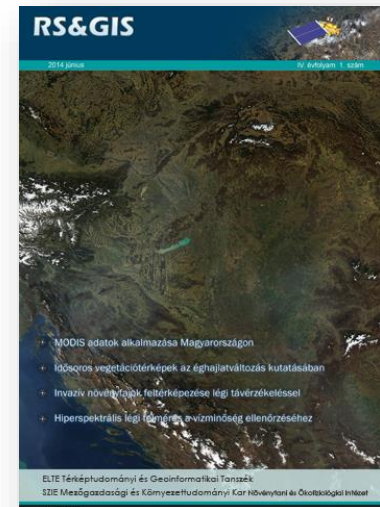 RS&GIS
2014 június
IV. évfolyam 1. szám
MODIS adatok alkalmazása Magyarországon
Idősoros vegetációtérképek az éghajlatváltozás kutatásában
Invazív növényfajok feltérképezése légi távérzékeléssel
Hiperspektrális légi felmérés a vízminőség ellenőrzéséhez
ELTE Térképtudományi és Geoinformatikai Tanszék
SZIE Mezőgazdasági és Környezettudományi Kar Növénytani és Ökofiziológiai Intézet